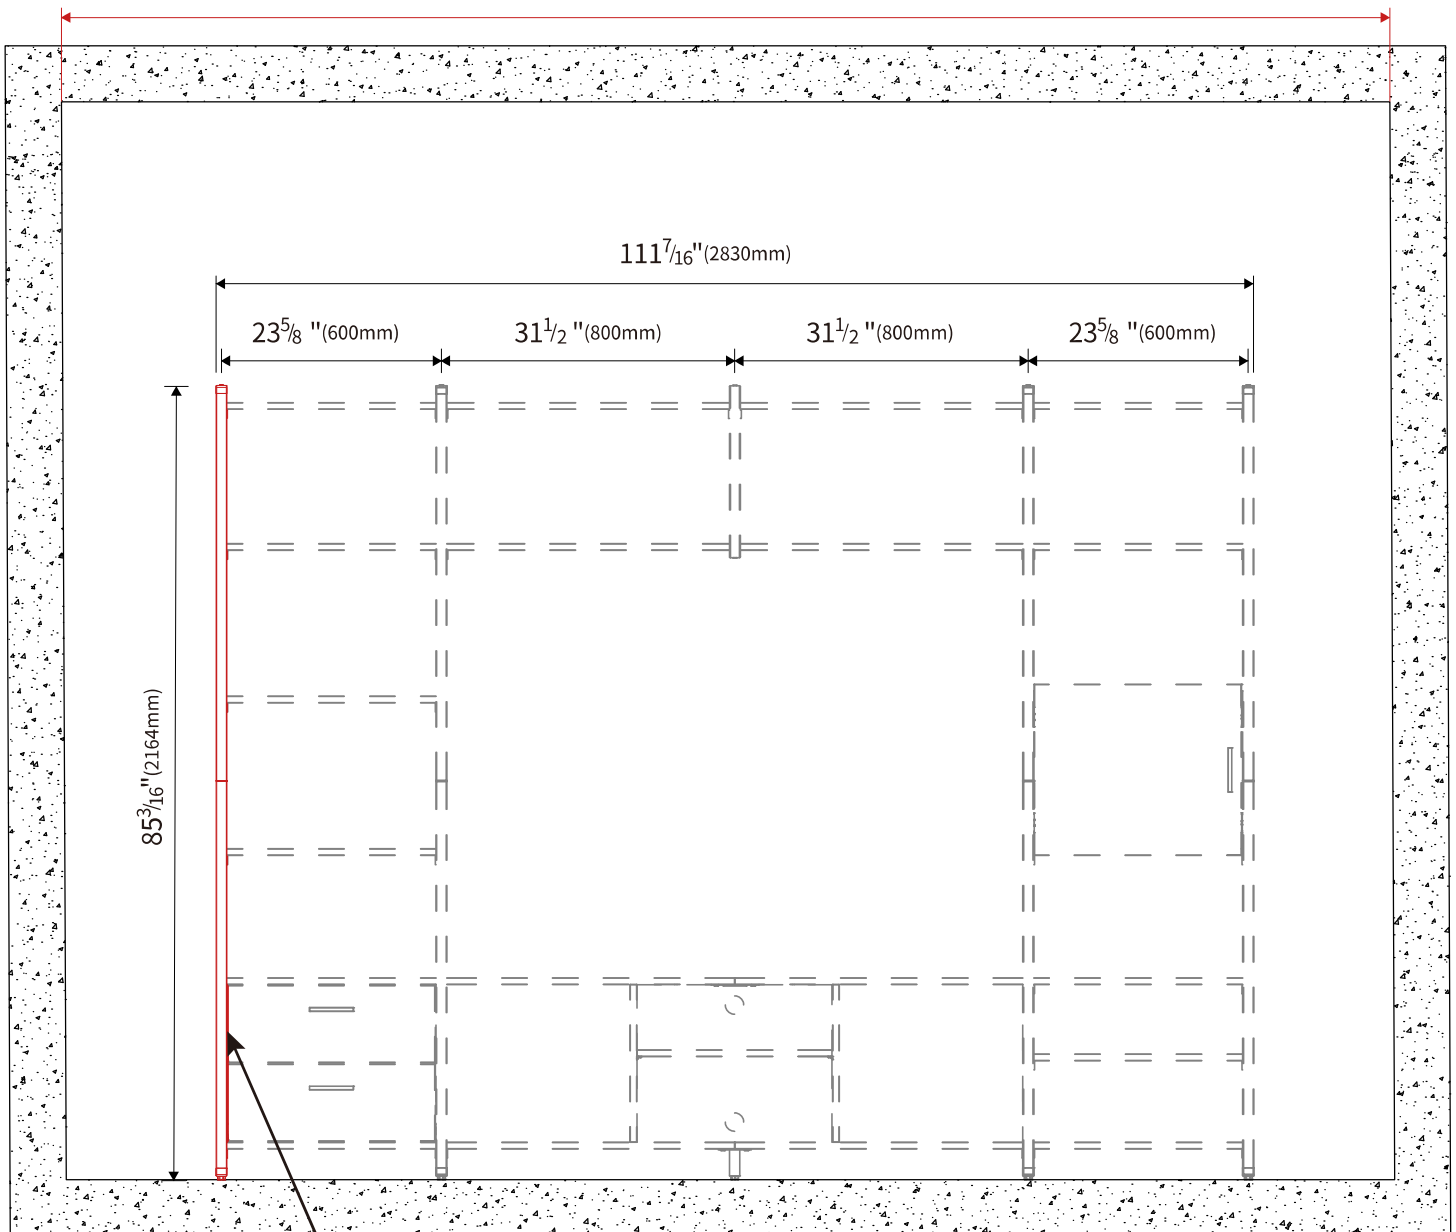 111 7/16"(2830mm)
23 5/8 "(600mm) 31 1/2 "(800mm) 31 1/2 "(800mm) 23 5/8 "(600mm)
85 3/16"(2164mm)